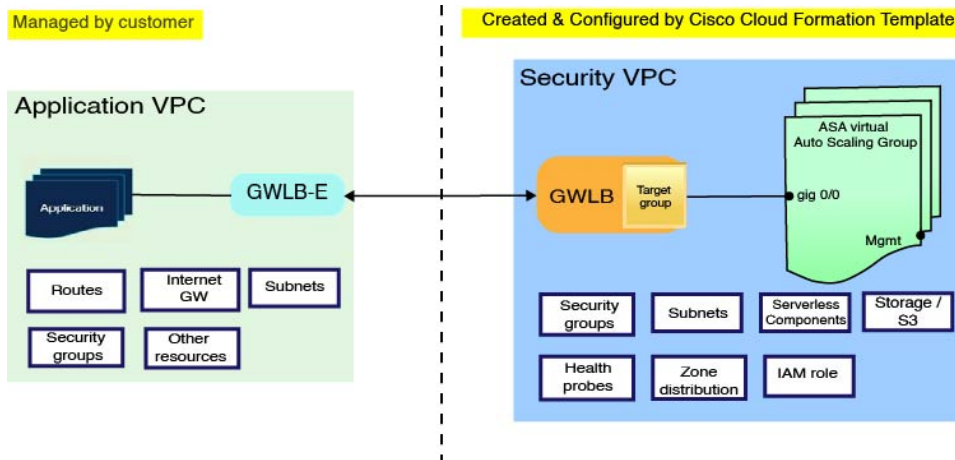 Managed by customer
Created & Configured by Cisco Cloud Formation Template
Application VPC
Application
GWLB-E
Routes
Internet
GW
Subnets
Security
groups
Other
resources
Security VPC
GWLB
Target
group
ASA virtual
Auto Scaling Group
gig 0/0
Mgmt
Security
groups
Subnets
Serverless
Components
Storage /
S3
Health
probes
Zone
distribution
IAM role